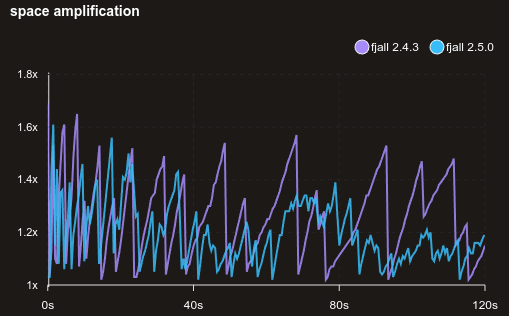 space amplification
fjall 2.4.3 fjall 2.5.0
1.8x
1.6x
1.4x
1.2x
1x
0s 40s 80s 120s